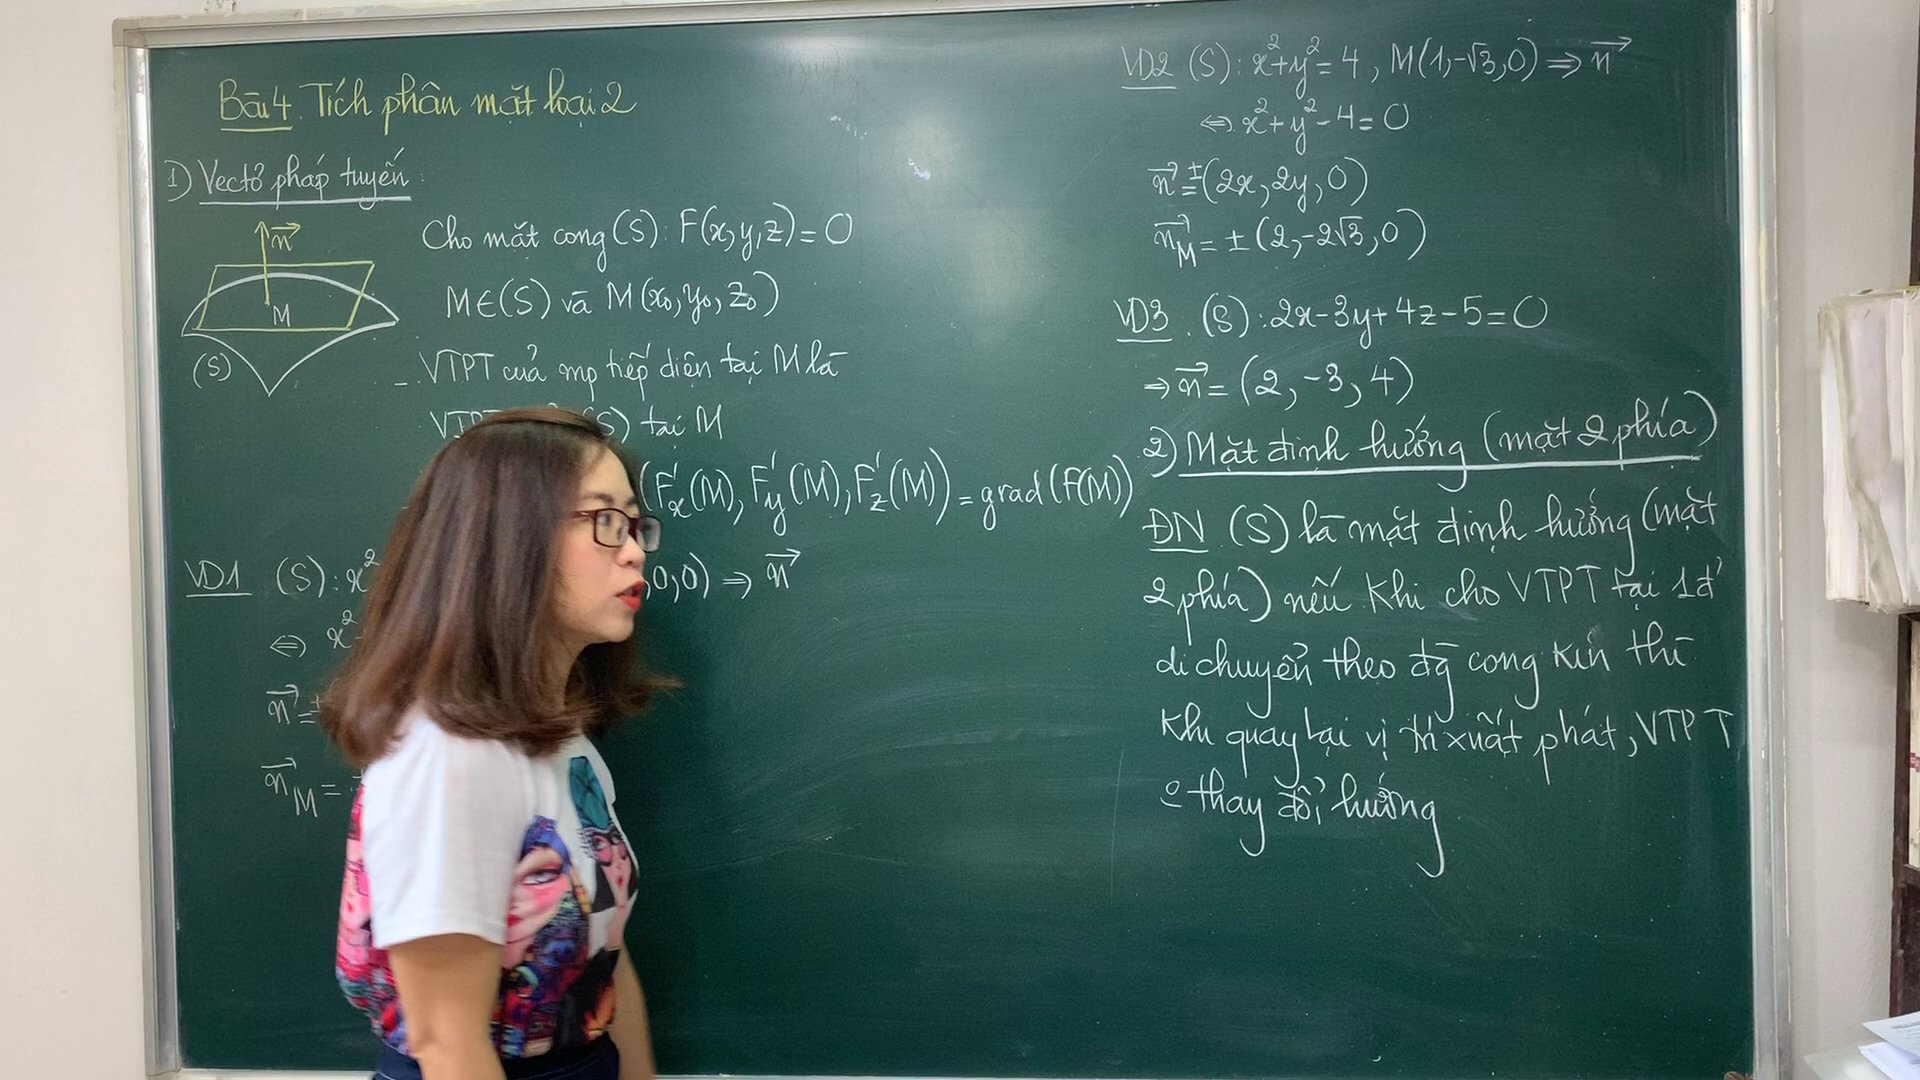 Bài 4. Tích phân mặt loại 2
1) Vectơ pháp tuyến:
n⃗
M
(S)
Cho mặt cong (S): F(x,y,z)=0
M∈(S) và M(x₀,y₀,z₀)
- VTPT của mp tiếp diện tại M là
VTPT (S) tại M
(F'ₓ(M), F'ᵧ(M), F'_z(M)) = grad(F(M))
VD1 (S): x² ,0,0) ⇒ n⃗
⇔ x²
n⃗ = ±
n⃗_M =
VD2 (S): x²+y²=4, M(1,-√3,0) ⇒ n⃗
⇔ x²+y²-4=0
n⃗ = ±(2x, 2y, 0)
n⃗_M = ±(2,-2√3,0)
VD3. (S): 2x-3y+4z-5=0
⇒ n⃗ = (2, -3, 4)
2) Mặt định hướng (mặt 2 phía)
ĐN (S) là mặt định hướng (mặt
2 phía) nếu khi cho VTPT tại 1đ'
di chuyển theo đg cong kín thì
khi quay lại vị trí xuất phát, VTPT
o thay đổi hướng